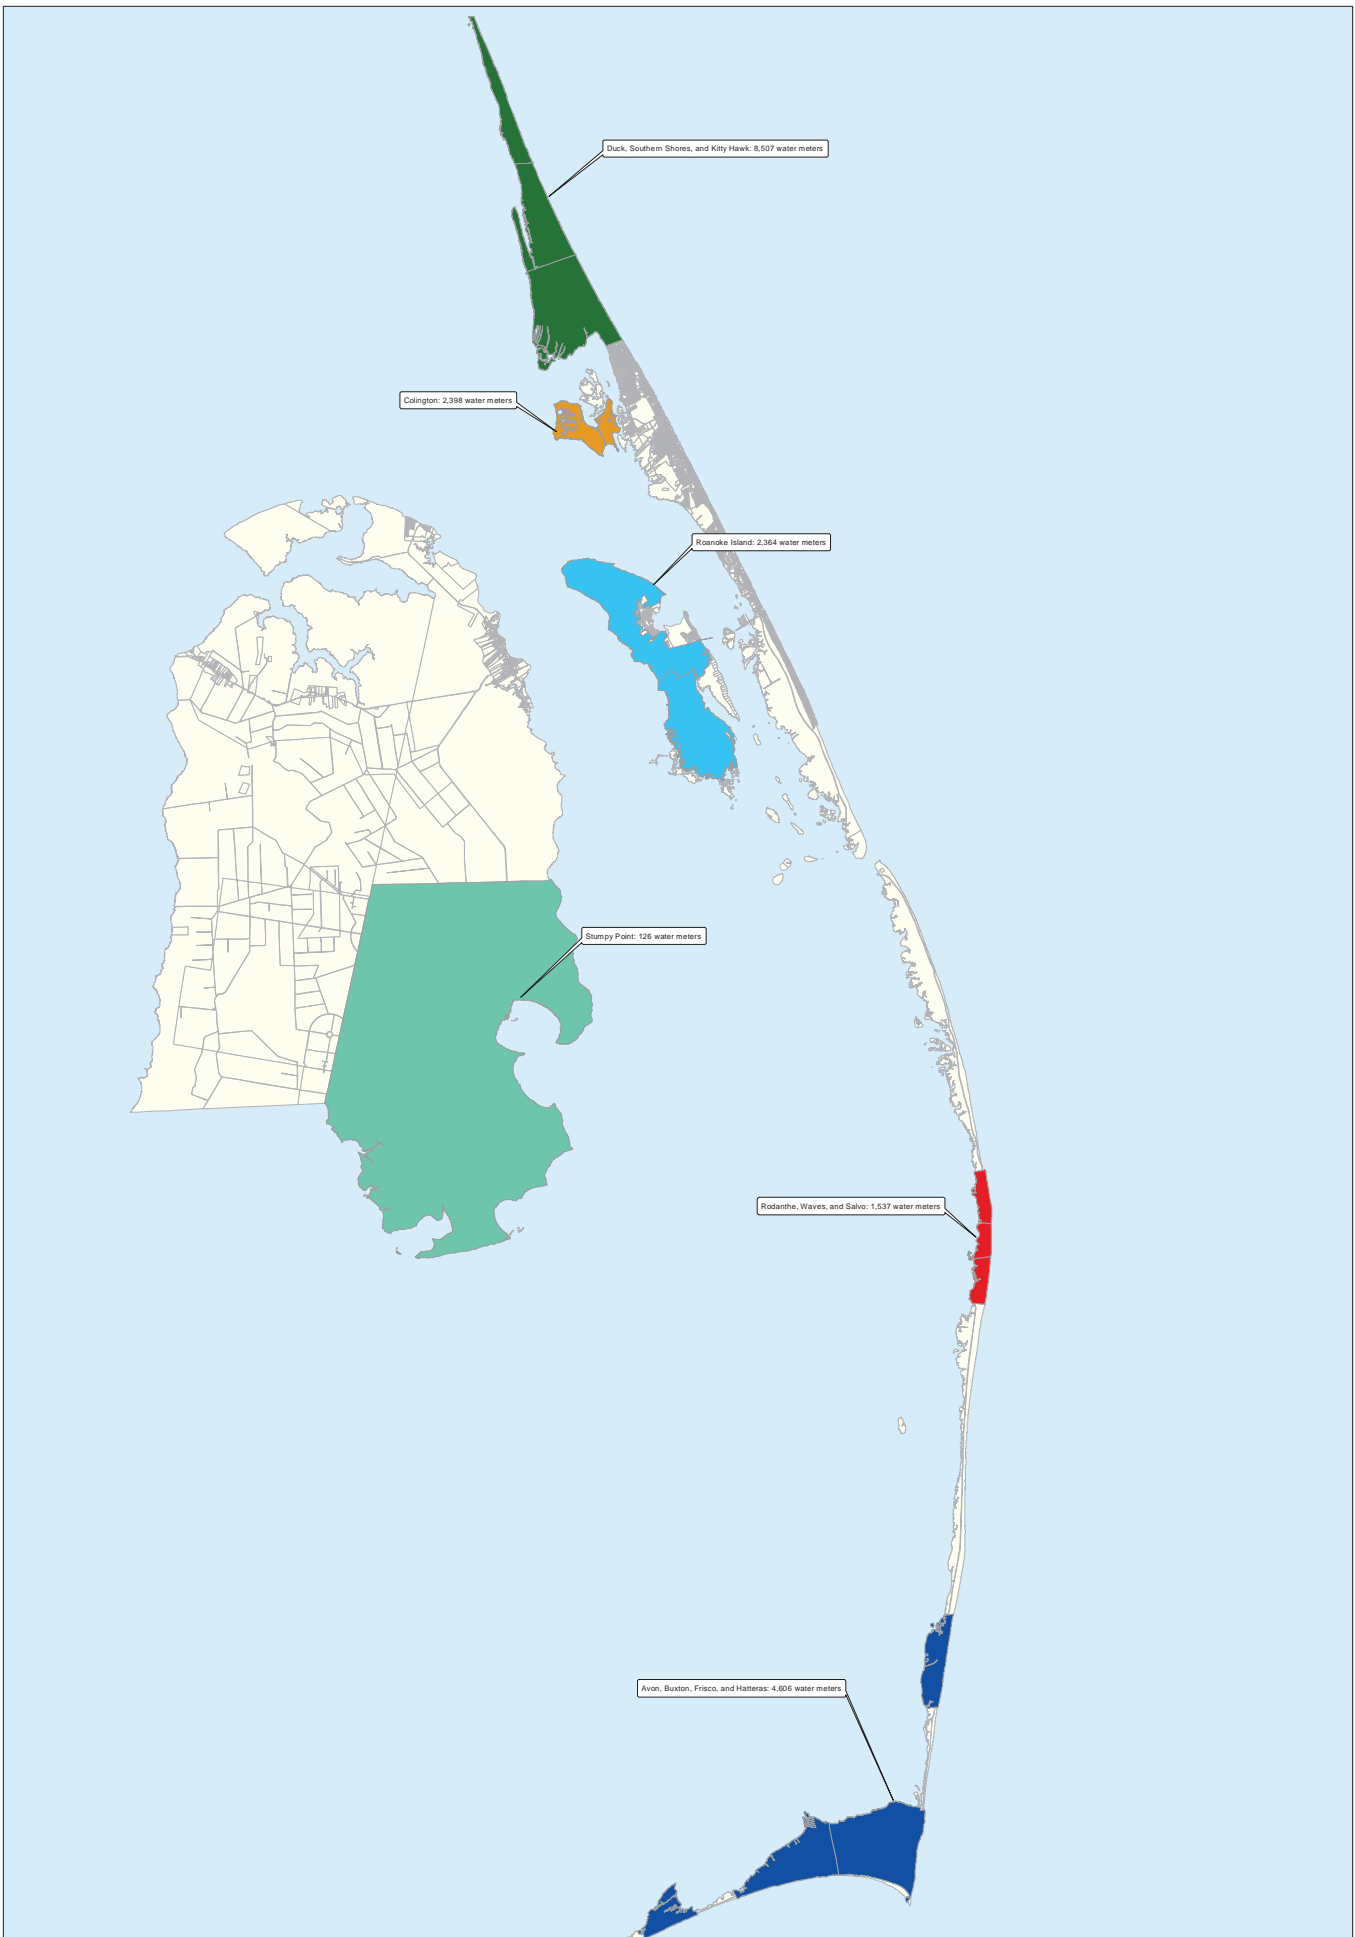 Duck, Southern Shores, and Kitty Hawk: 8,507 water meters
Colington: 2,398 water meters
Roanoke Island: 2,364 water meters
Stumpy Point: 126 water meters
Rodanthe, Waves, and Salvo: 1,537 water meters
Avon, Buxton, Frisco, and Hatteras: 4,606 water meters